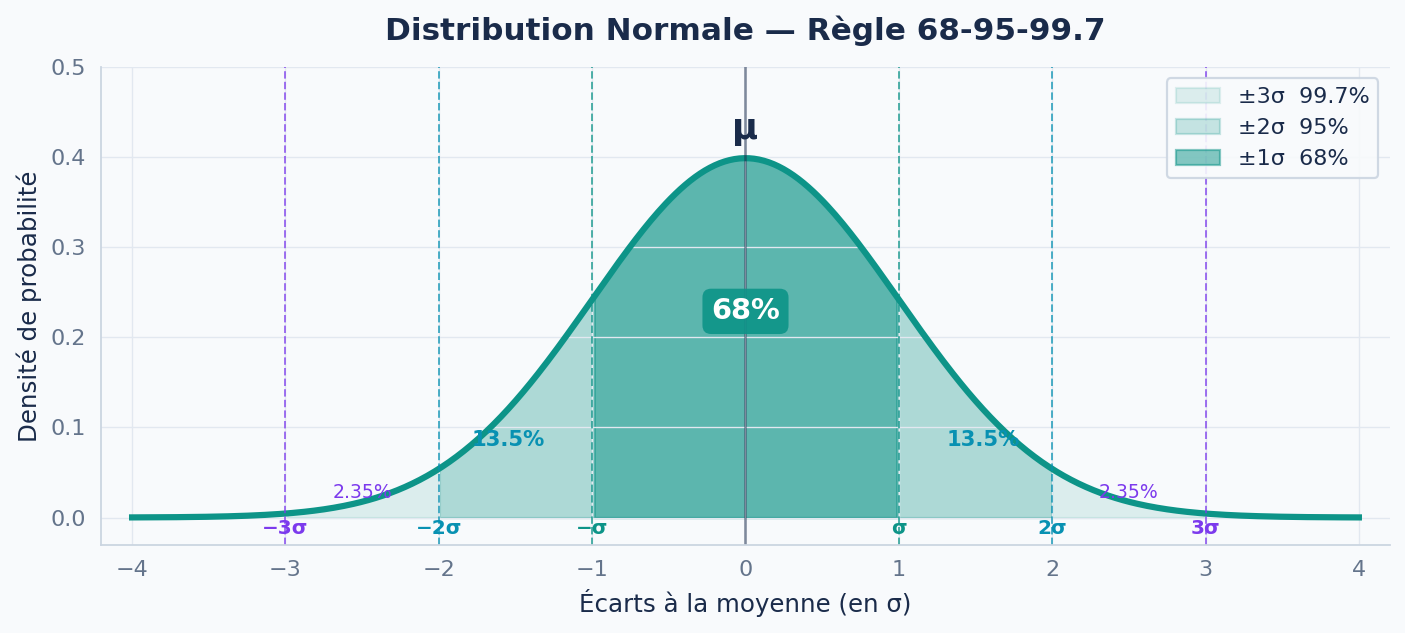 Distribution Normale — Règle 68-95-99.7
Densité de probabilité
0.5
0.4
0.3
0.2
0.1
0.0
μ
±3σ 99.7%
±2σ 95%
±1σ 68%
68%
13.5%
13.5%
2.35%
2.35%
−3σ
−2σ
−σ
σ
2σ
3σ
−4
−3
−2
−1
0
1
2
3
4
Écarts à la moyenne (en σ)